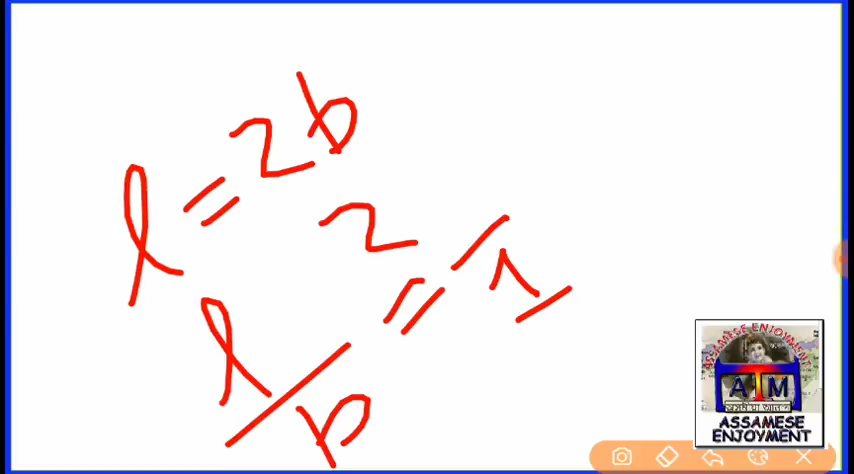 l = 2b
l/b = 2/1
ASSAMESE ENJOYMENT
ATM
ASSAMESE
ENJOYMENT